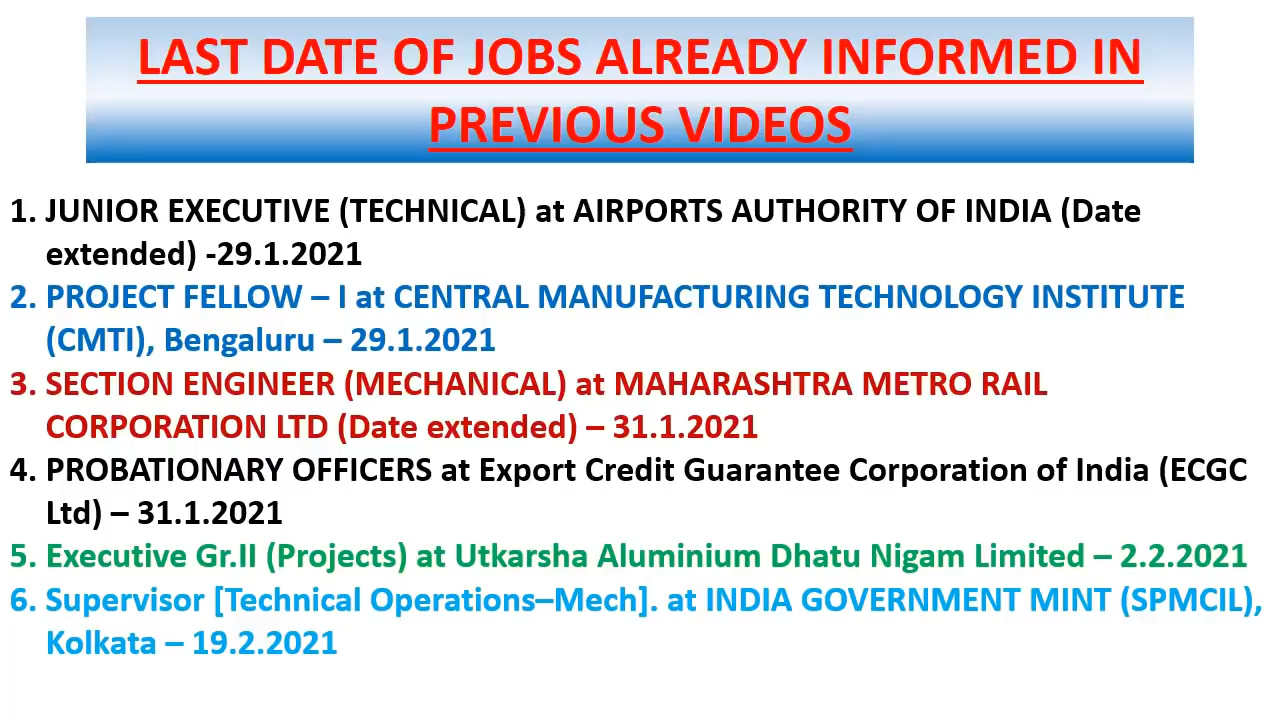 LAST DATE OF JOBS ALREADY INFORMED IN
PREVIOUS VIDEOS
1. JUNIOR EXECUTIVE (TECHNICAL) at AIRPORTS AUTHORITY OF INDIA (Date
extended) -29.1.2021
2. PROJECT FELLOW – I at CENTRAL MANUFACTURING TECHNOLOGY INSTITUTE
(CMTI), Bengaluru – 29.1.2021
3. SECTION ENGINEER (MECHANICAL) at MAHARASHTRA METRO RAIL
CORPORATION LTD (Date extended) – 31.1.2021
4. PROBATIONARY OFFICERS at Export Credit Guarantee Corporation of India (ECGC
Ltd) – 31.1.2021
5. Executive Gr.II (Projects) at Utkarsha Aluminium Dhatu Nigam Limited – 2.2.2021
6. Supervisor [Technical Operations–Mech]. at INDIA GOVERNMENT MINT (SPMCIL),
Kolkata – 19.2.2021